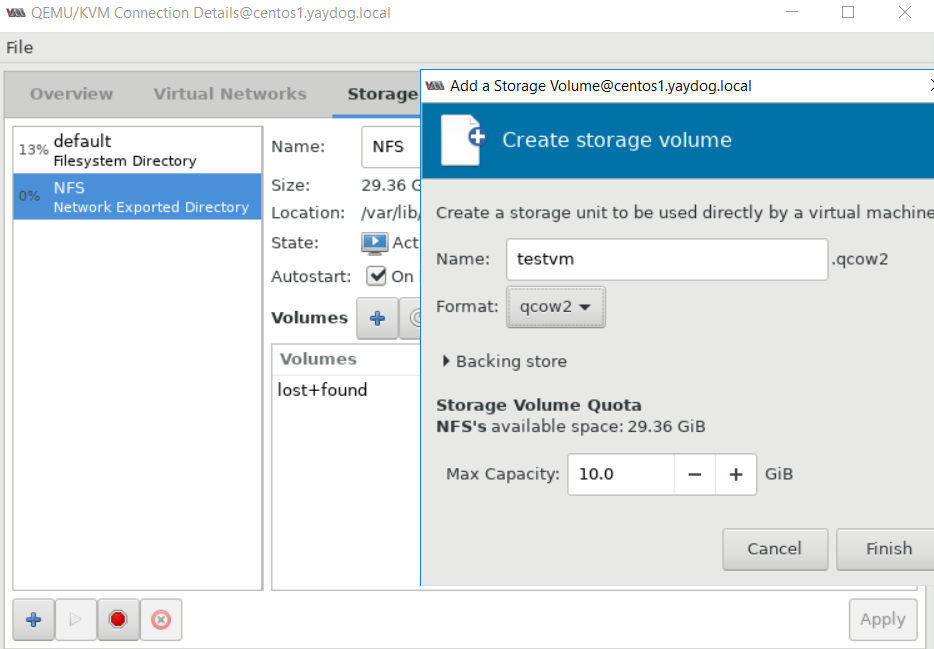 QEMU/KVM Connection Details@centos1.yaydog.local
File
Overview Virtual Networks Storage
13% default
Filesystem Directory
0% NFS
Network Exported Directory
Name: NFS
Size: 29.36 G
Location: /var/lib/
State: Act
Autostart: On
Volumes
Volumes
lost+found
Apply
Add a Storage Volume@centos1.yaydog.local
Create storage volume
Create a storage unit to be used directly by a virtual machine
Name: testvm .qcow2
Format: qcow2
Backing store
Storage Volume Quota
NFS's available space: 29.36 GiB
Max Capacity: 10.0 GiB
Cancel Finish